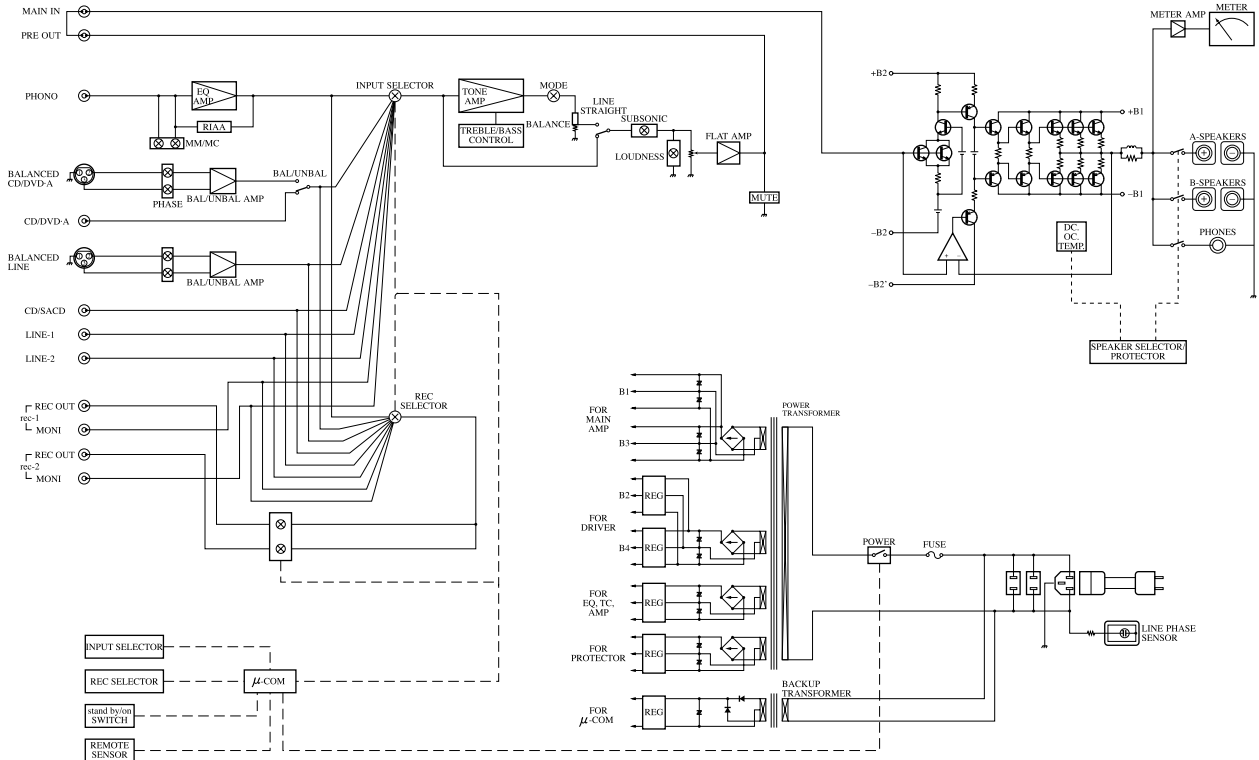 MAIN IN
PRE OUT
PHONO
EQ
AMP
RIAA
MM/MC
INPUT SELECTOR
TONE
AMP
TREBLE/BASS
CONTROL
MODE
BALANCE
LINE
STRAIGHT
SUBSONIC
LOUDNESS
FLAT AMP
MUTE
BALANCED
CD/DVD-A
PHASE
BAL/UNBAL AMP
BAL/UNBAL
CD/DVD-A
BALANCED
LINE
BAL/UNBAL AMP
CD/SACD
LINE-1
LINE-2
REC OUT
rec-1
MONI
REC OUT
rec-2
MONI
REC
SELECTOR
INPUT SELECTOR
REC SELECTOR
stand by/on
SWITCH
REMOTE
SENSOR
μ-COM
METER AMP
METER
+B2
+B1
–B1
–B2
–B2'
+ -
DC.
OC.
TEMP.
A-SPEAKERS
+ −
B-SPEAKERS
+ −
PHONES
SPEAKER SELECTOR/
PROTECTOR
B1
FOR
MAIN
AMP
B3
POWER
TRANSFORMER
B2
REG
FOR
DRIVER
B4
REG
FOR
EQ, TC,
AMP
REG
FOR
PROTECTOR
REG
FOR
μ-COM
REG
BACKUP
TRANSFORMER
POWER
FUSE
LINE PHASE
SENSOR